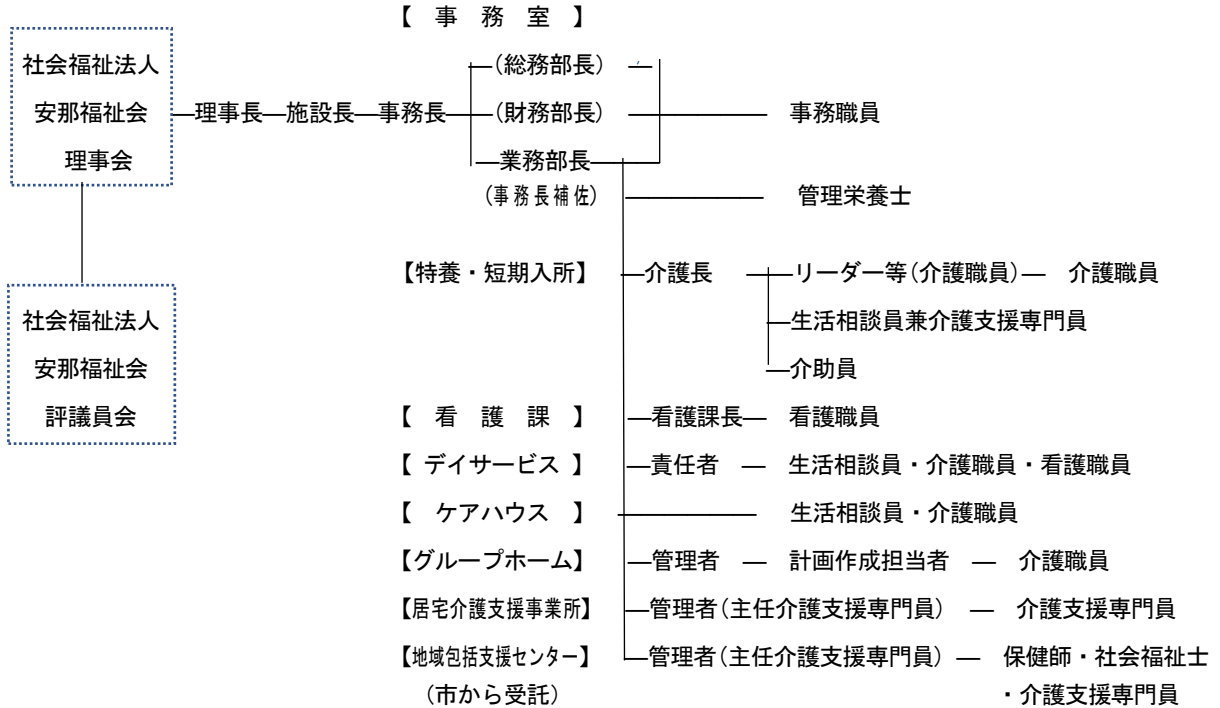 【 事 務 室 】
社会福祉法人
安那福祉会
理事会
理事長 施設長 事務長
(総務部長)
(財務部長) 事務職員
業務部長
(事務長補佐) 管理栄養士
【特養・短期入所】 介護長 リーダー等(介護職員) 介護職員
生活相談員兼介護支援専門員
介助員
社会福祉法人
安那福祉会
評議員会
【 看 護 課 】 看護課長 看護職員
【 デイサービス 】 責任者 生活相談員・介護職員・看護職員
【 ケアハウス 】 生活相談員・介護職員
【グループホーム】 管理者 計画作成担当者 介護職員
【居宅介護支援事業所】 管理者(主任介護支援専門員) 介護支援専門員
【地域包括支援センター】 管理者(主任介護支援専門員) 保健師・社会福祉士
(市から受託) ・介護支援専門員